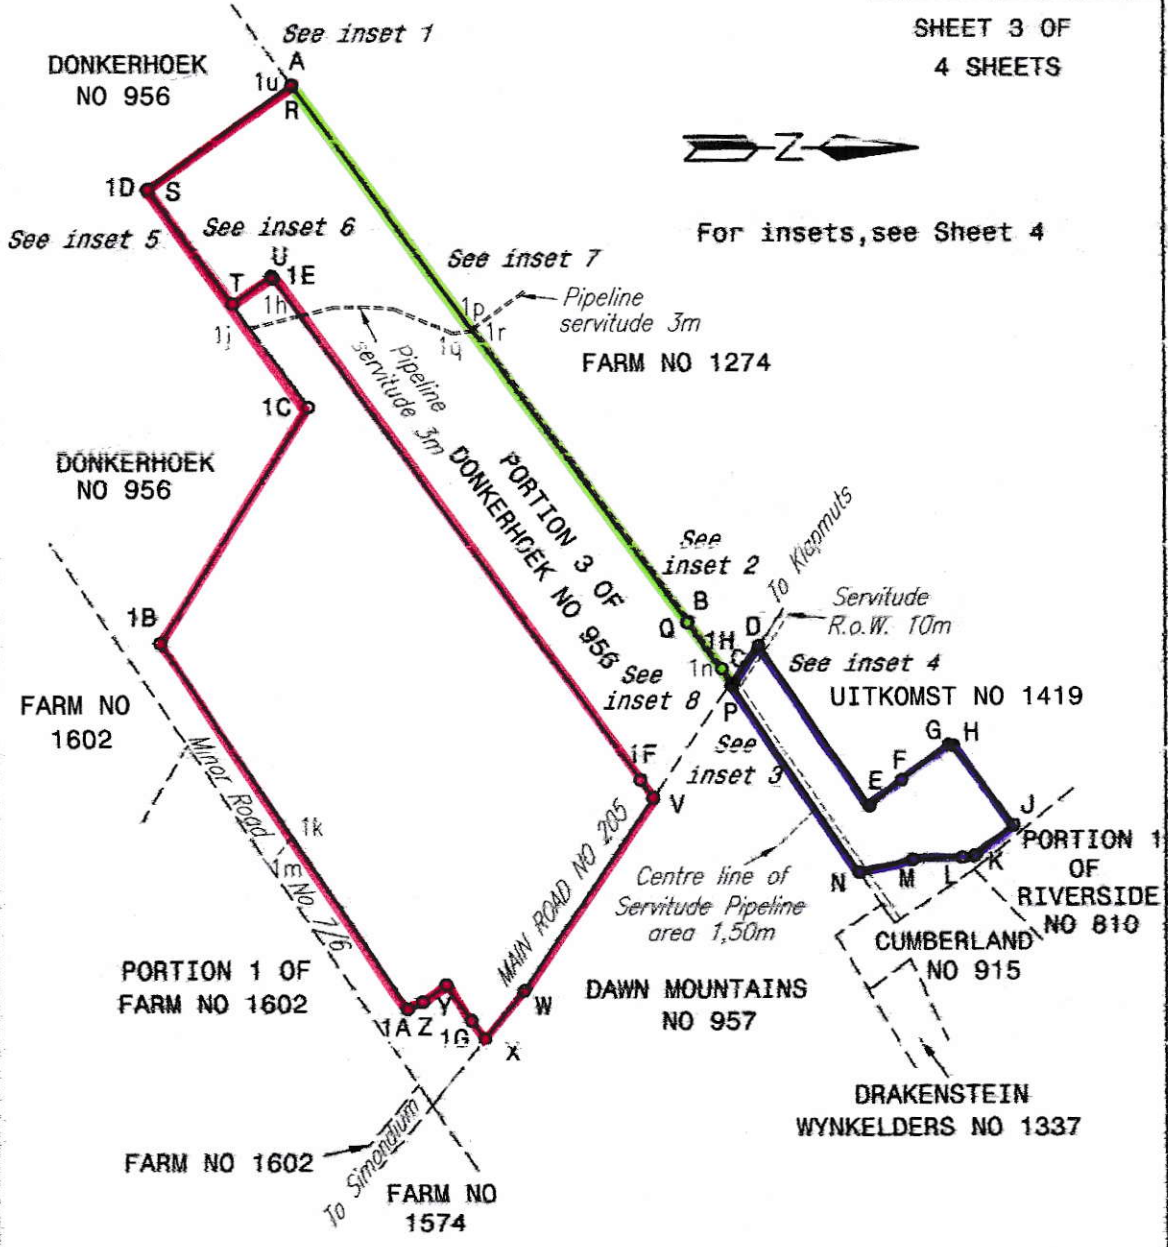 SHEET 3 OF
4 SHEETS
See inset 1
A
DONKERHOEK
NO 956
1u
R
Z
1D
S
See inset 5
See inset 6
For insets,see Sheet 4
U
1E
See inset 7
T
1h
1j
1p
1r
1q
Pipeline
servitude 3m
Pipeline
servitude 3m
FARM NO 1274
1C
DONKERHOEK
NO 956
PORTION 3 OF
DONKERHOEK NO 956
See
inset 2
To Klapmuts
B
Q
1H
D
Servitude
R.o.W. 10m
1B
1n
C
See inset 4
See
inset 8
P
UITKOMST NO 1419
FARM NO
1602
Minor Road
No. 7/6
G
H
See
inset 3
1F
V
F
E
J
1k
1m
MAIN ROAD NO 205
Centre line of
Servitude Pipeline
area 1,50m
N
M
L
K
PORTION 1
OF
RIVERSIDE
NO 810
CUMBERLAND
NO 915
PORTION 1 OF
FARM NO 1602
1A
Z
Y
1G
X
W
DAWN MOUNTAINS
NO 957
DRAKENSTEIN
WYNKELDERS NO 1337
FARM NO 1602
To Simondium
FARM NO
1574